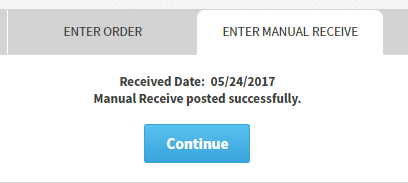 ENTER ORDER
ENTER MANUAL RECEIVE
Received Date: 05/24/2017
Manual Receive posted successfully.
Continue